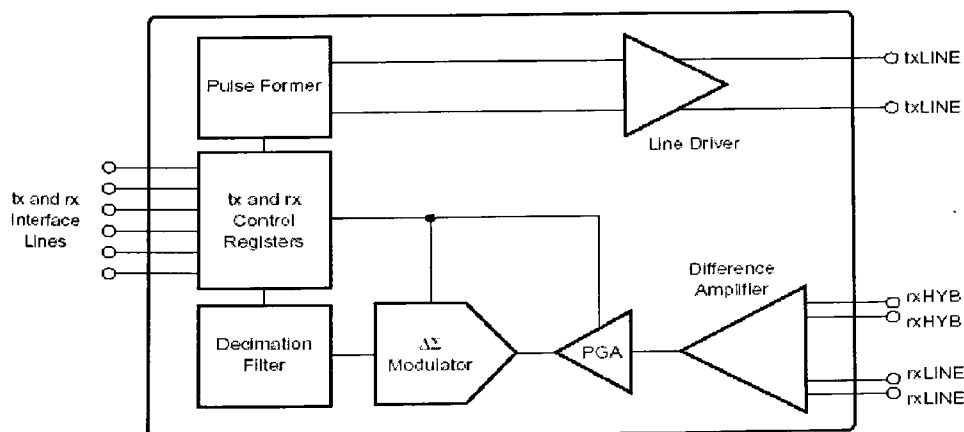 Pulse Former
txLINE
txLINE
Line Driver
tx and rx
Interface
Lines
tx and rx
Control
Registers
Difference
Amplifier
rxHYB
rxHYB
Decimation
Filter
ΔΣ
Modulator
PGA
rxLINE
rxLINE